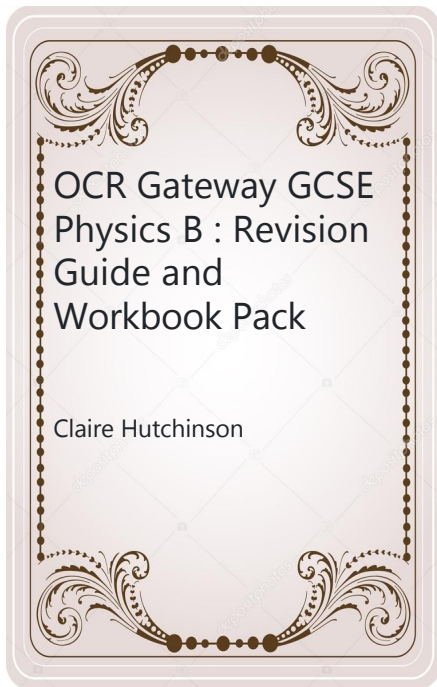 OCR Gateway GCSE
Physics B : Revision
Guide and
Workbook Pack
Claire Hutchinson